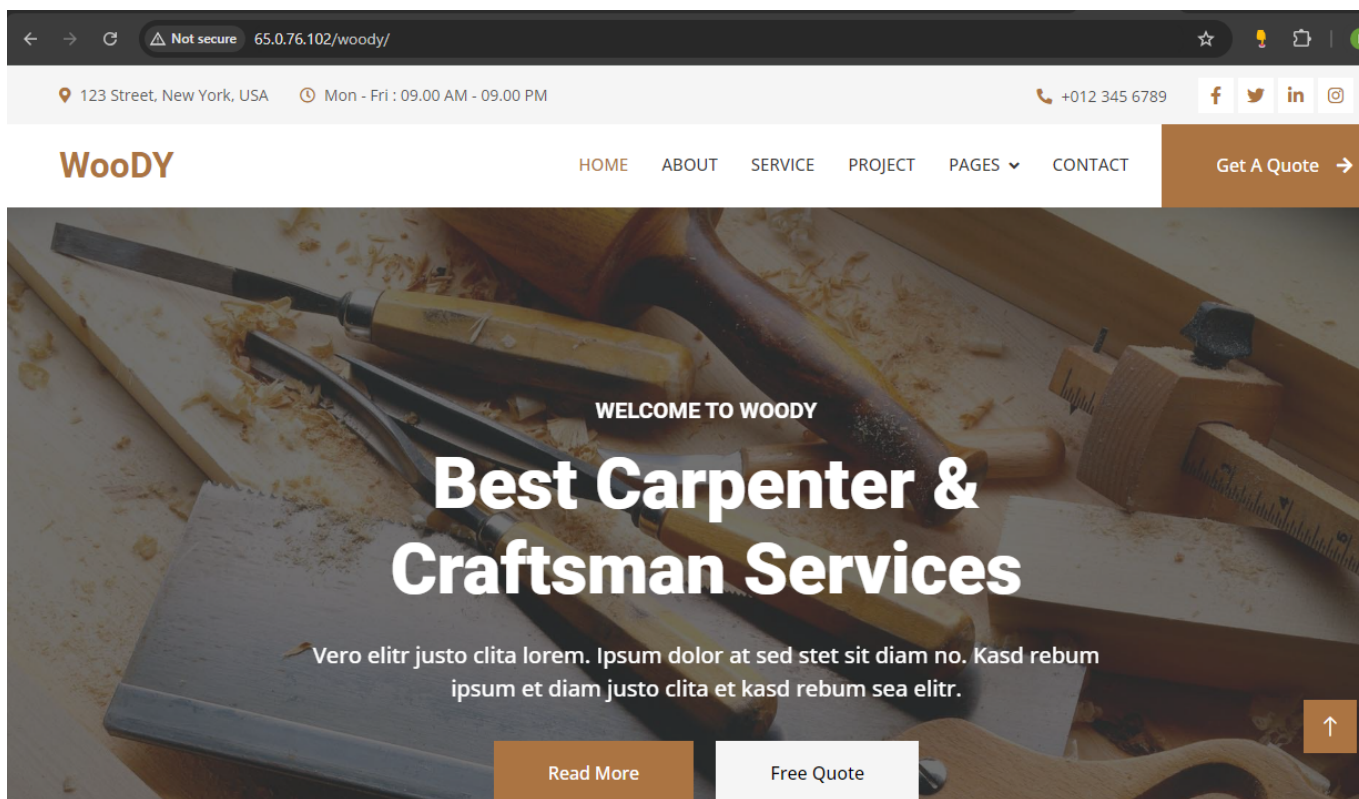 Not secure 65.0.76.102/woody/
123 Street, New York, USA Mon - Fri : 09.00 AM - 09.00 PM +012 345 6789
WooDY HOME ABOUT SERVICE PROJECT PAGES CONTACT Get A Quote
WELCOME TO WOODY
Best Carpenter &
Craftsman Services
Vero elitr justo clita lorem. Ipsum dolor at sed stet sit diam no. Kasd rebum
ipsum et diam justo clita et kasd rebum sea elitr.
Read More Free Quote